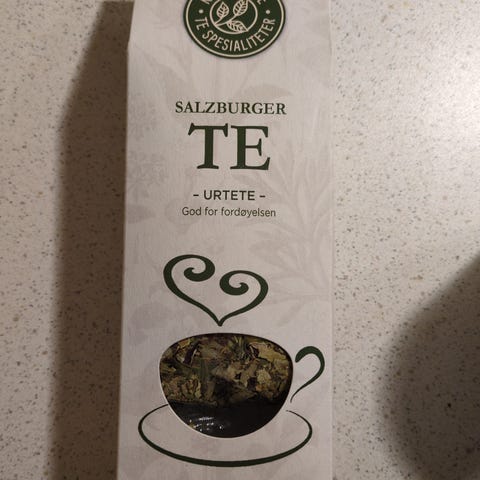 TE SPESIALITETER
SALZBURGER
TE
- URTETE -
God for fordøyelsen